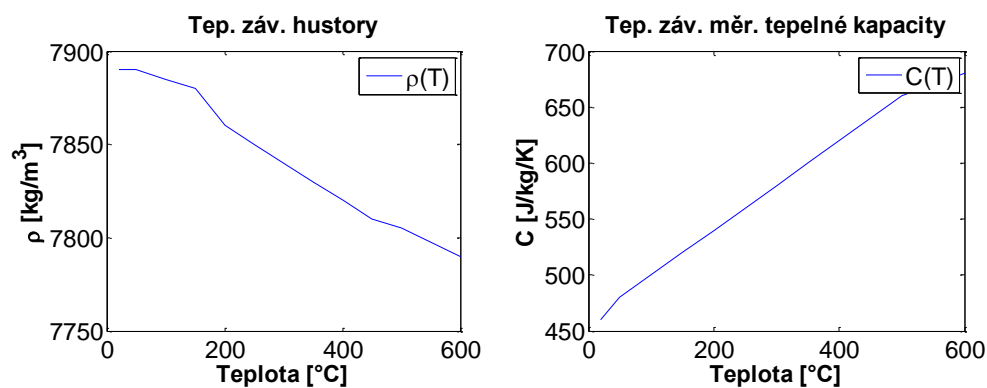 Tep. záv. hustory
7900
7850
7800
7750
ρ [kg/m³]
ρ(T)
0
200
400
600
Teplota [°C]
Tep. záv. měr. tepelné kapacity
700
650
600
550
500
450
C [J/kg/K]
C(T)
0
200
400
600
Teplota [°C]